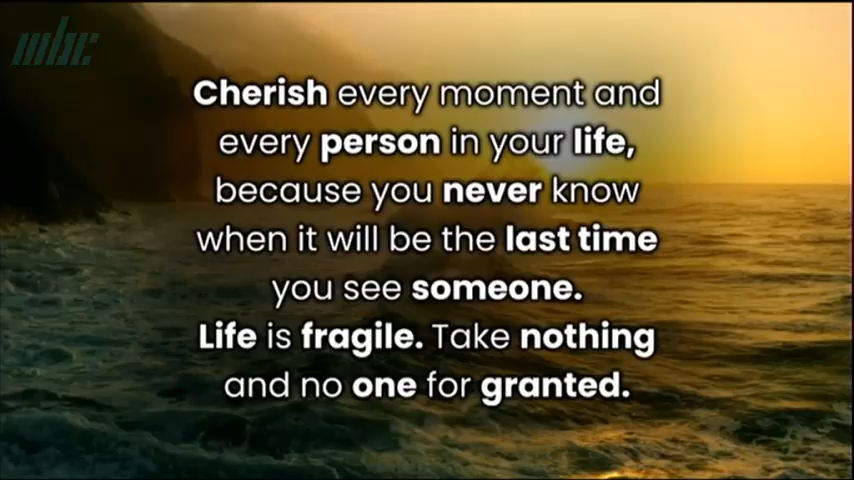 mbc
Cherish every moment and
every person in your life,
because you never know
when it will be the last time
you see someone.
Life is fragile. Take nothing
and no one for granted.